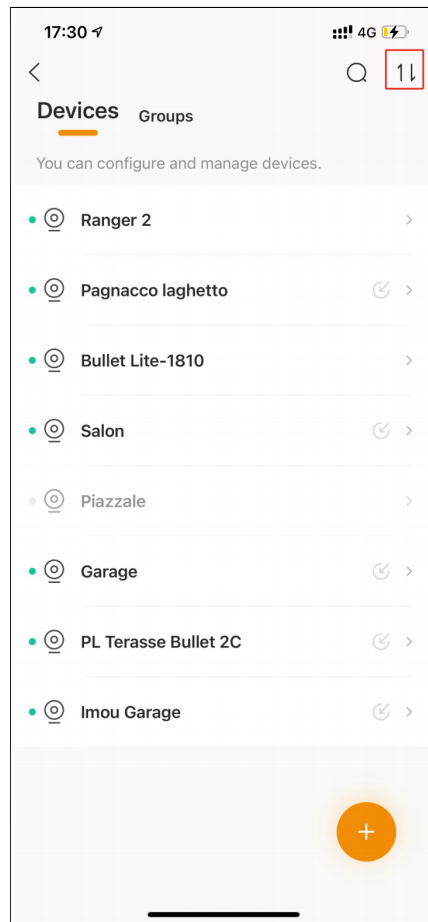 17:30
4G
Devices
Groups
You can configure and manage devices.
Ranger 2
Pagnacco laghetto
Bullet Lite-1810
Salon
Piazzale
Garage
PL Terasse Bullet 2C
Imou Garage